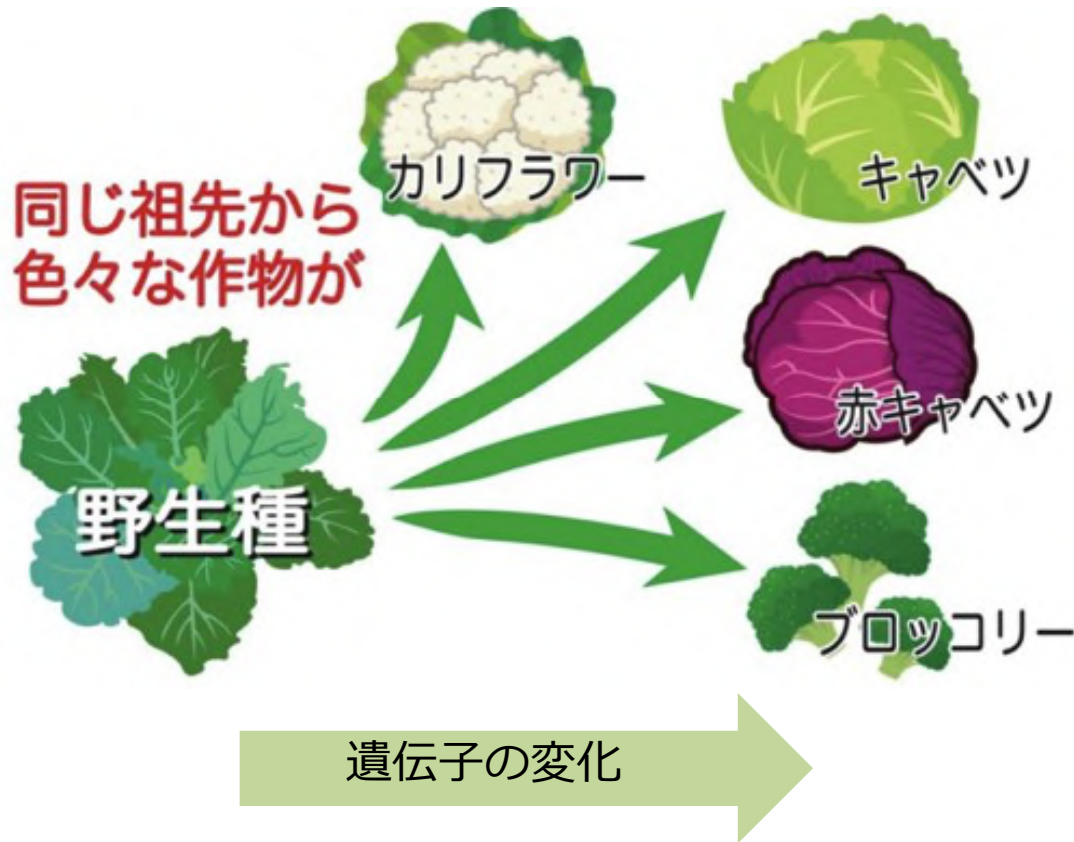 同じ祖先から
色々な作物が
カリフラワー
キャベツ
赤キャベツ
野生種
ブロッコリー
遺伝子の変化